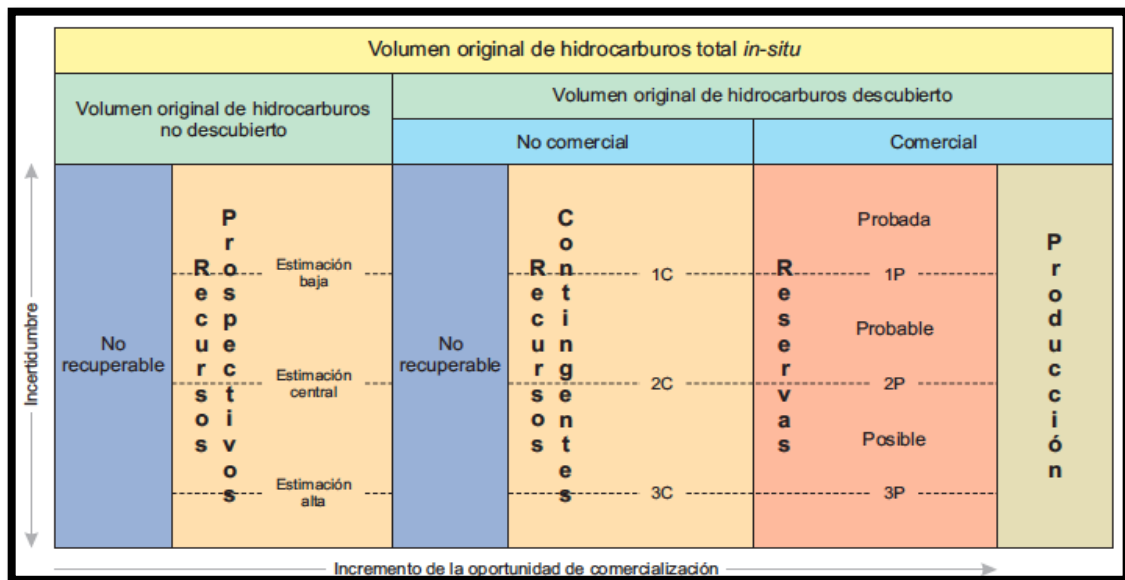 Volumen original de hidrocarburos total in-situ
Volumen original de hidrocarburos
no descubierto
Volumen original de hidrocarburos descubierto
No comercial
Comercial
Incertidumbre
No
recuperable
Recursos
Prospectivos
Estimación
baja
Estimación
central
Estimación
alta
No
recuperable
Recursos
Contingentes
1C
2C
3C
Reservas
Probada
1P
Probable
2P
Posible
3P
Producción
Incremento de la oportunidad de comercialización